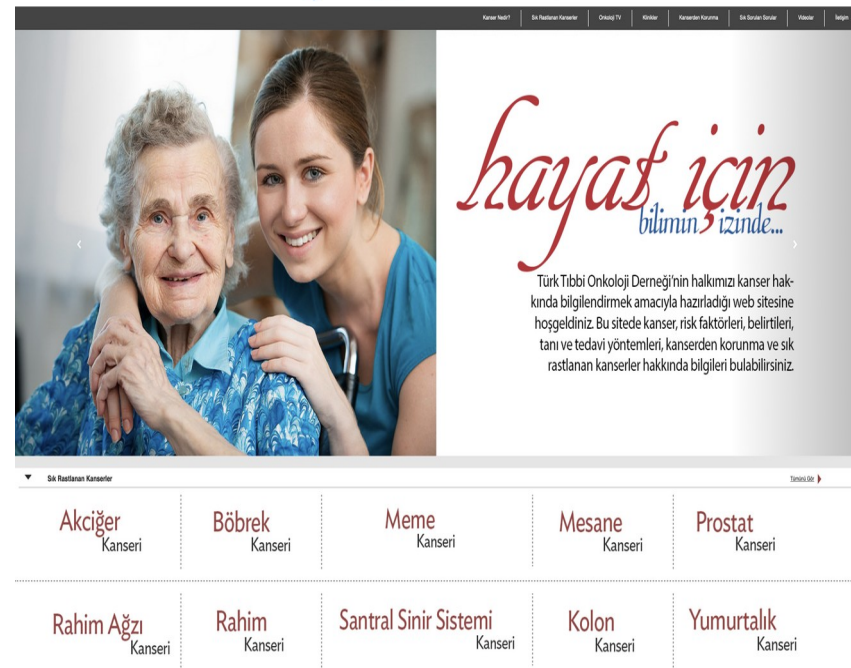 Kanser Nedir? Sık Rastlanan Kanserler Onkoloji TV Klinikler Kanserden Korunma Sık Sorulan Sorular Videolar İletişim
hayat için
bilimin izinde...
Türk Tıbbi Onkoloji Derneği'nin halkımızı kanser hak-
kında bilgilendirmek amacıyla hazırladığı web sitesine
hoşgeldiniz. Bu sitede kanser, risk faktörleri, belirtileri,
tanı ve tedavi yöntemleri, kanserden korunma ve sık
rastlanan kanserler hakkında bilgileri bulabilirsiniz.
Sık Rastlanan Kanserler
Tümünü Gör
Akciğer
Kanseri
Böbrek
Kanseri
Meme
Kanseri
Mesane
Kanseri
Prostat
Kanseri
Rahim Ağzı
Kanseri
Rahim
Kanseri
Santral Sinir Sistemi
Kanseri
Kolon
Kanseri
Yumurtalık
Kanseri